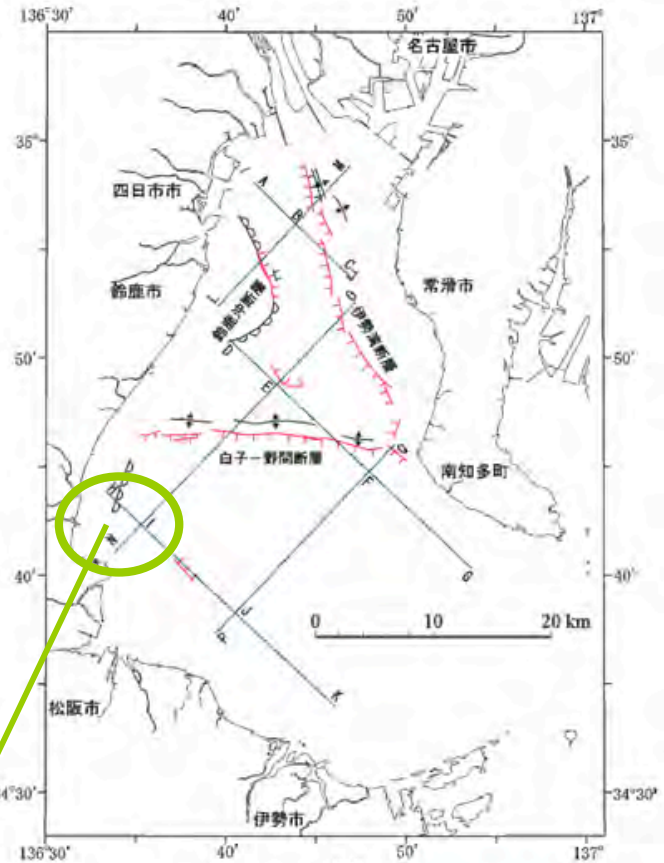 136°30'
40'
50'
137°
名古屋市
35°
35°
四日市市
A
M
B
鈴鹿市
L
C
常滑市
鈴鹿沖断層
伊勢湾断層
50'
50'
E
白子－野間断層
F
南知多町
I
N
40'
40'
G
J
P
K
0
10
20 km
松阪市
34°30'
34°30'
伊勢市
136°30'
40'
50'
137°